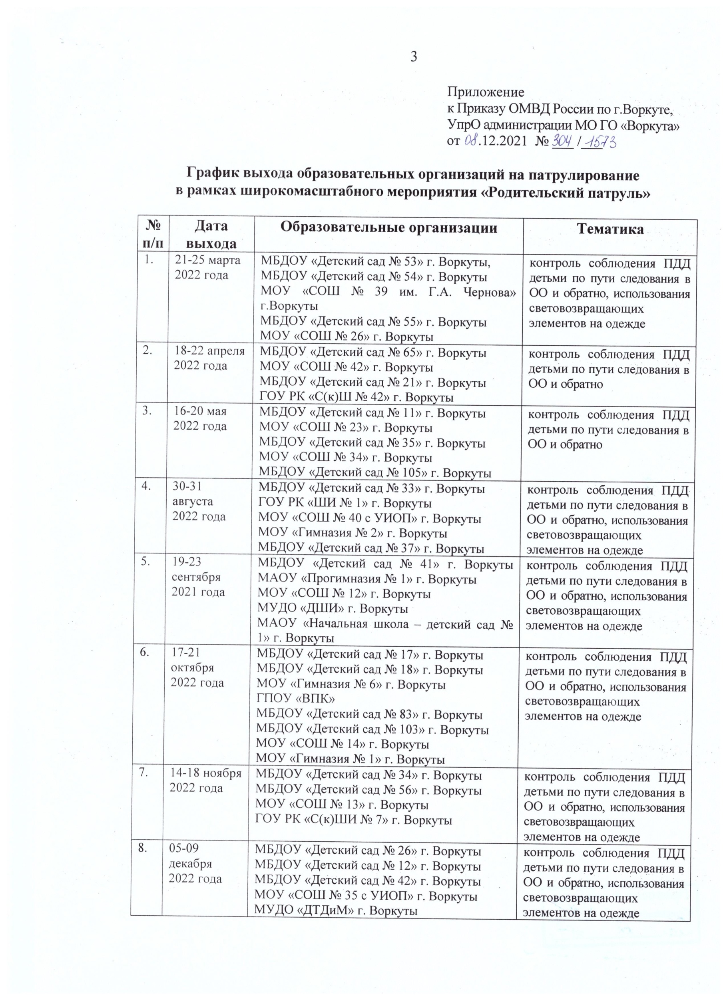 3
Приложение
к Приказу ОМВД России по г.Воркуте,
УпрО администрации МО ГО «Воркута»
от 08.12.2021 № 304 / 1573
График выхода образовательных организаций на патрулирование
в рамках широкомасштабного мероприятия «Родительский патруль»
№ п/п
Дата выхода
Образовательные организации
Тематика
1.
21-25 марта
2022 года
МБДОУ «Детский сад № 53» г. Воркуты,
МБДОУ «Детский сад № 54» г. Воркуты
МОУ «СОШ № 39 им. Г.А. Чернова»
г.Воркуты
МБДОУ «Детский сад № 55» г. Воркуты
МОУ «СОШ № 26» г. Воркуты
контроль соблюдения ПДД
детьми по пути следования в
ОО и обратно, использования
световозвращающих
элементов на одежде
2.
18-22 апреля
2022 года
МБДОУ «Детский сад № 65» г. Воркуты
МОУ «СОШ № 42» г. Воркуты
МБДОУ «Детский сад № 21» г. Воркуты
ГОУ РК «С(к)Ш № 42» г. Воркуты
контроль соблюдения ПДД
детьми по пути следования в
ОО и обратно
3.
16-20 мая
2022 года
МБДОУ «Детский сад № 11» г. Воркуты
МОУ «СОШ № 23» г. Воркуты
МБДОУ «Детский сад № 35» г. Воркуты
МОУ «СОШ № 34» г. Воркуты
МБДОУ «Детский сад № 105» г. Воркуты
контроль соблюдения ПДД
детьми по пути следования в
ОО и обратно
4.
30-31
августа
2022 года
МБДОУ «Детский сад № 33» г. Воркуты
ГОУ РК «ШИ № 1» г. Воркуты
МОУ «СОШ № 40 с УИОП» г. Воркуты
МОУ «Гимназия № 2» г. Воркуты
МБДОУ «Детский сад № 37» г. Воркуты
контроль соблюдения ПДД
детьми по пути следования в
ОО и обратно, использования
световозвращающих
элементов на одежде
5.
19-23
сентября
2021 года
МБДОУ «Детский сад № 41» г. Воркуты
МАОУ «Прогимназия № 1» г. Воркуты
МОУ «СОШ № 12» г. Воркуты
МУДО «ДШИ» г. Воркуты
МАОУ «Начальная школа – детский сад №
1» г. Воркуты
контроль соблюдения ПДД
детьми по пути следования в
ОО и обратно, использования
световозвращающих
элементов на одежде
6.
17-21
октября
2022 года
МБДОУ «Детский сад № 17» г. Воркуты
МБДОУ «Детский сад № 18» г. Воркуты
МОУ «Гимназия № 6» г. Воркуты
ГПОУ «ВПК»
МБДОУ «Детский сад № 83» г. Воркуты
МБДОУ «Детский сад № 103» г. Воркуты
МОУ «СОШ № 14» г. Воркуты
МОУ «Гимназия № 1» г. Воркуты
контроль соблюдения ПДД
детьми по пути следования в
ОО и обратно, использования
световозвращающих
элементов на одежде
7.
14-18 ноября
2022 года
МБДОУ «Детский сад № 34» г. Воркуты
МБДОУ «Детский сад № 56» г. Воркуты
МОУ «СОШ № 13» г. Воркуты
ГОУ РК «С(к)ШИ № 7» г. Воркуты
контроль соблюдения ПДД
детьми по пути следования в
ОО и обратно, использования
световозвращающих
элементов на одежде
8.
05-09
декабря
2022 года
МБДОУ «Детский сад № 26» г. Воркуты
МБДОУ «Детский сад № 12» г. Воркуты
МБДОУ «Детский сад № 42» г. Воркуты
МОУ «СОШ № 35 с УИОП» г. Воркуты
МУДО «ДТДиМ» г. Воркуты
контроль соблюдения ПДД
детьми по пути следования в
ОО и обратно, использования
световозвращающих
элементов на одежде